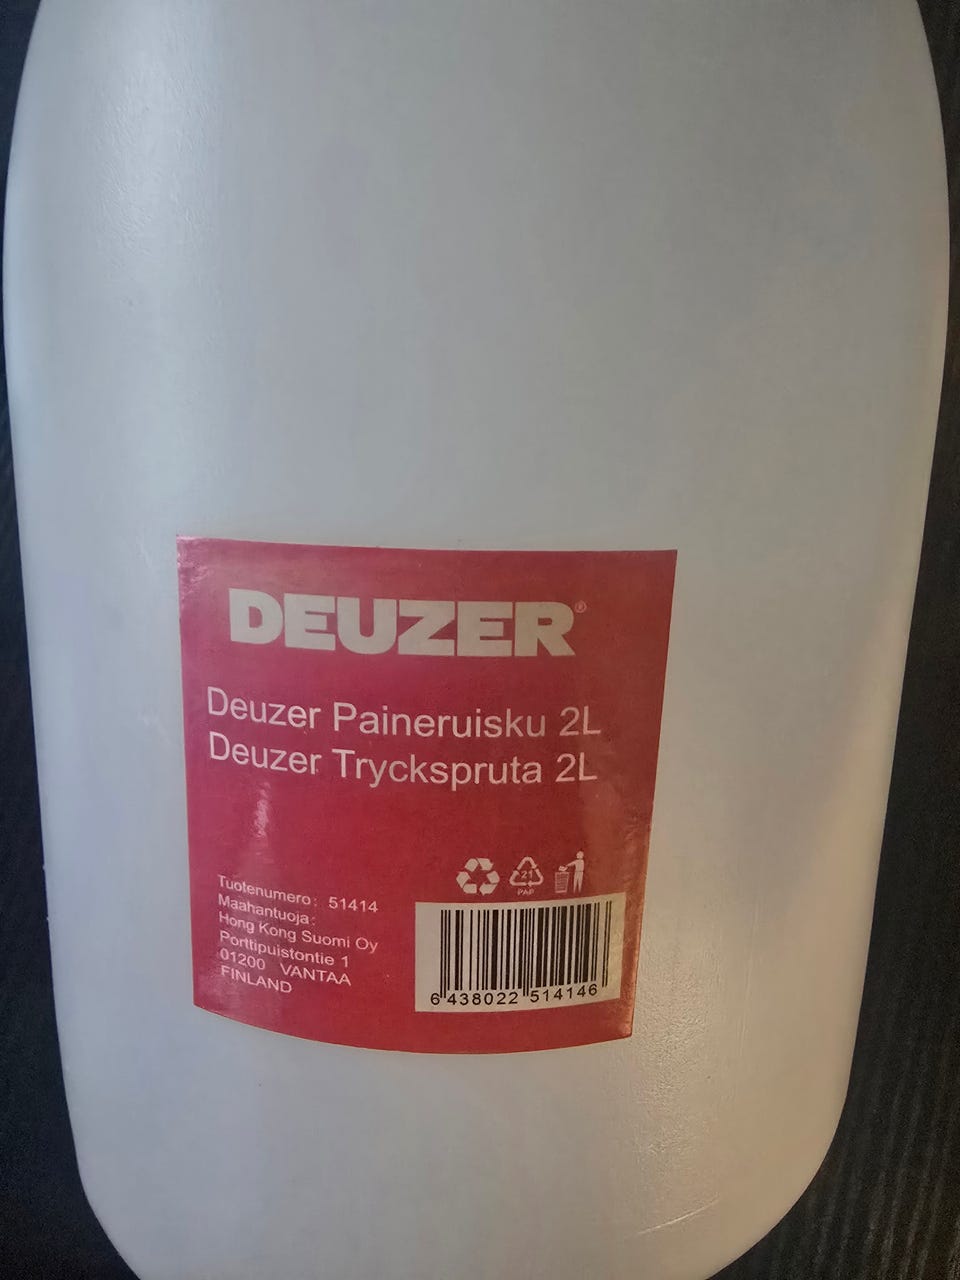 DEUZER®
Deuzer Paineruisku 2L
Deuzer Tryckspruta 2L
21
PAP
Tuotenumero: 51414
Maahantuoja:
Hong Kong Suomi Oy
Porttipuistontie 1
01200 VANTAA
FINLAND
6 438022 514146